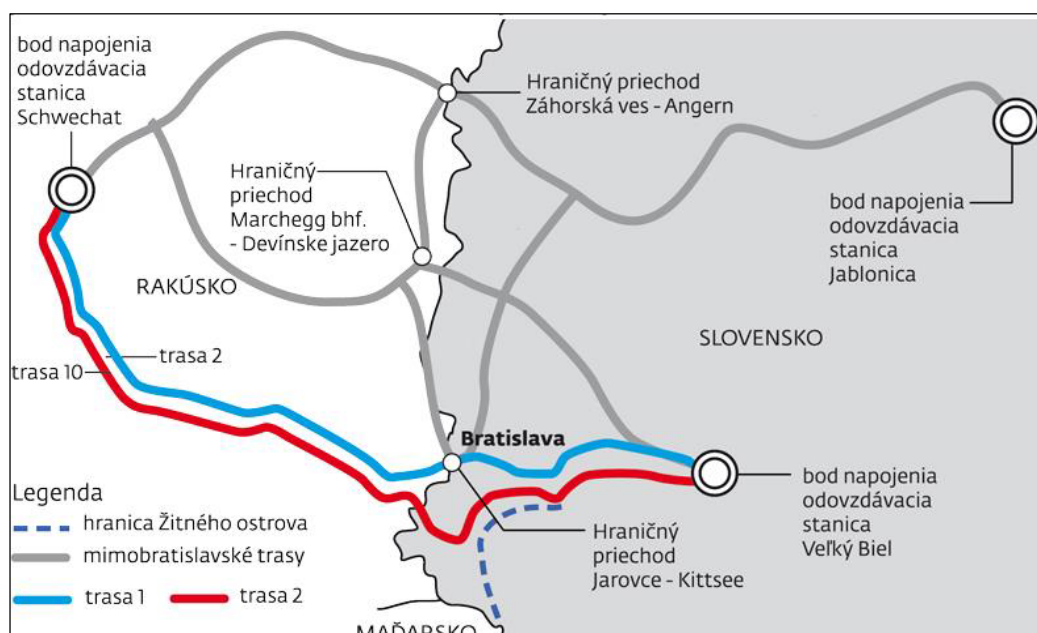 bod napojenia
odovzdávacia
stanica
Schwechat
Hraničný priechod
Záhorská ves - Angern
Hraničný
priechod
Marchegg bhf.
- Devínske jazero
bod napojenia
odovzdávacia
stanica
Jablonica
RAKÚSKO
SLOVENSKO
trasa 2
trasa 10
Bratislava
bod napojenia
odovzdávacia
stanica
Veľký Biel
Hraničný
priechod
Jarovce - Kittsee
Legenda
hranica Žitného ostrova
mimobratislavské trasy
trasa 1
trasa 2
MAĎARSKO